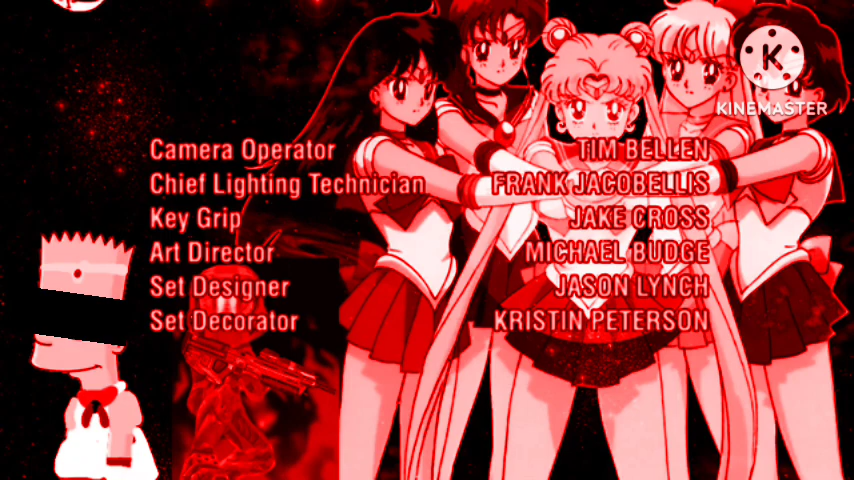 K
KINEMASTER
Camera Operator TIM BELLEN
Chief Lighting Technician FRANK JACOBELLIS
Key Grip JAKE CROSS
Art Director MICHAEL BUDGE
Set Designer JASON LYNCH
Set Decorator KRISTIN PETERSON